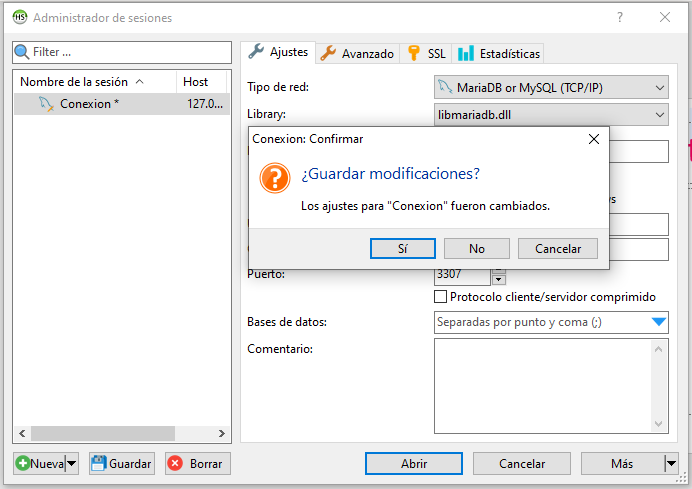 HS
Administrador de sesiones
?
Filter ...
Ajustes
Avanzado
SSL
Estadísticas
Nombre de la sesión
Host
Conexion *
127.0...
Tipo de red:
MariaDB or MySQL (TCP/IP)
Library:
libmariadb.dll
Conexion: Confirmar
¿Guardar modificaciones?
Los ajustes para "Conexion" fueron cambiados.
Sí
No
Cancelar
Puerto:
3307
Protocolo cliente/servidor comprimido
Bases de datos:
Separadas por punto y coma (;)
Comentario:
Nueva
Guardar
Borrar
Abrir
Cancelar
Más